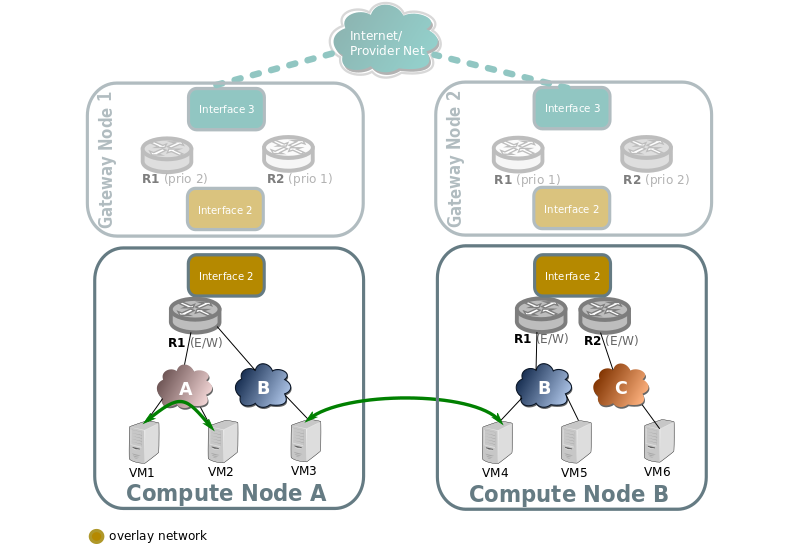 Internet/
Provider Net
Gateway Node 1
Interface 3
R1 (prio 2)
R2 (prio 1)
Interface 2
Gateway Node 2
Interface 3
R1 (prio 1)
R2 (prio 2)
Interface 2
Interface 2
R1 (E/W)
A
B
VM1
VM2
VM3
Compute Node A
Interface 2
R1 (E/W)
R2 (E/W)
B
C
VM4
VM5
VM6
Compute Node B
overlay network